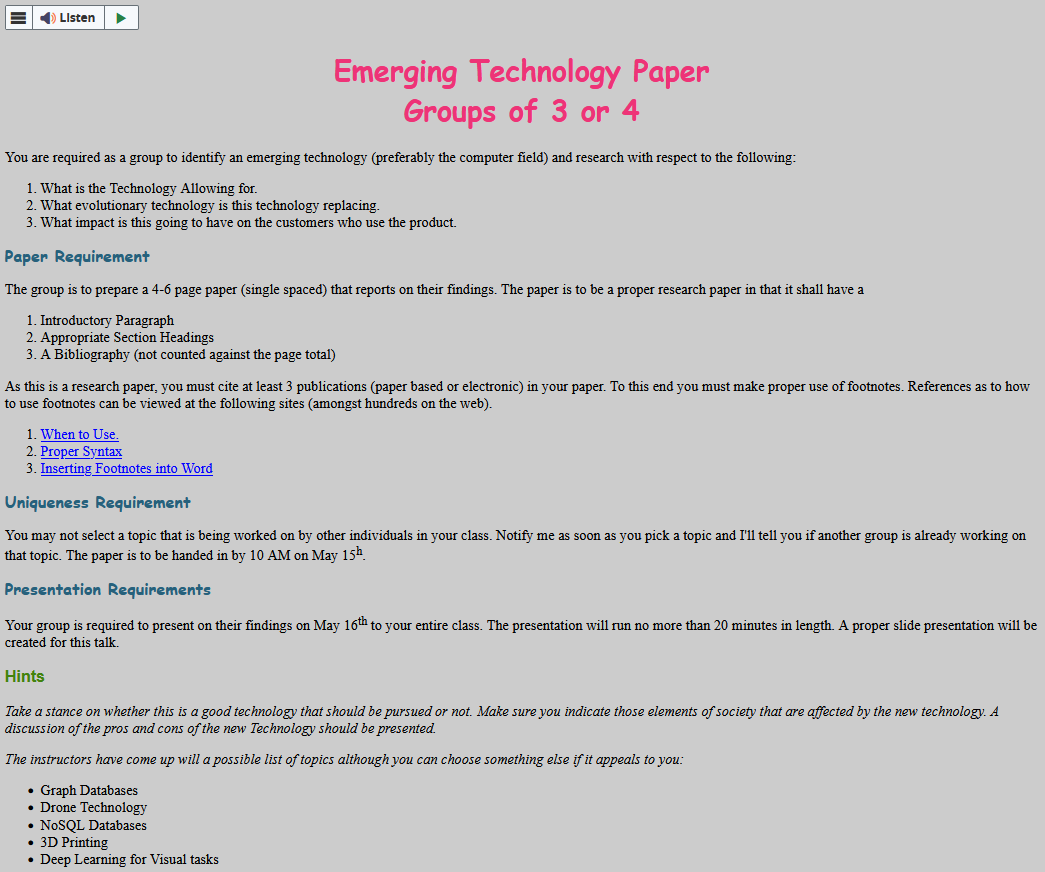 Listen
Emerging Technology Paper
Groups of 3 or 4
You are required as a group to identify an emerging technology (preferably the computer field) and research with respect to the following:
1. What is the Technology Allowing for.
2. What evolutionary technology is this technology replacing.
3. What impact is this going to have on the customers who use the product.
Paper Requirement
The group is to prepare a 4-6 page paper (single spaced) that reports on their findings. The paper is to be a proper research paper in that it shall have a
1. Introductory Paragraph
2. Appropriate Section Headings
3. A Bibliography (not counted against the page total)
As this is a research paper, you must cite at least 3 publications (paper based or electronic) in your paper. To this end you must make proper use of footnotes. References as to how
to use footnotes can be viewed at the following sites (amongst hundreds on the web).
1. When to Use.
2. Proper Syntax
3. Inserting Footnotes into Word
Uniqueness Requirement
You may not select a topic that is being worked on by other individuals in your class. Notify me as soon as you pick a topic and I'll tell you if another group is already working on
that topic. The paper is to be handed in by 10 AM on May 15h.
Presentation Requirements
Your group is required to present on their findings on May 16th to your entire class. The presentation will run no more than 20 minutes in length. A proper slide presentation will be
created for this talk.
Hints
Take a stance on whether this is a good technology that should be pursued or not. Make sure you indicate those elements of society that are affected by the new technology. A
discussion of the pros and cons of the new Technology should be presented.
The instructors have come up will a possible list of topics although you can choose something else if it appeals to you:
• Graph Databases
• Drone Technology
• NoSQL Databases
• 3D Printing
• Deep Learning for Visual tasks